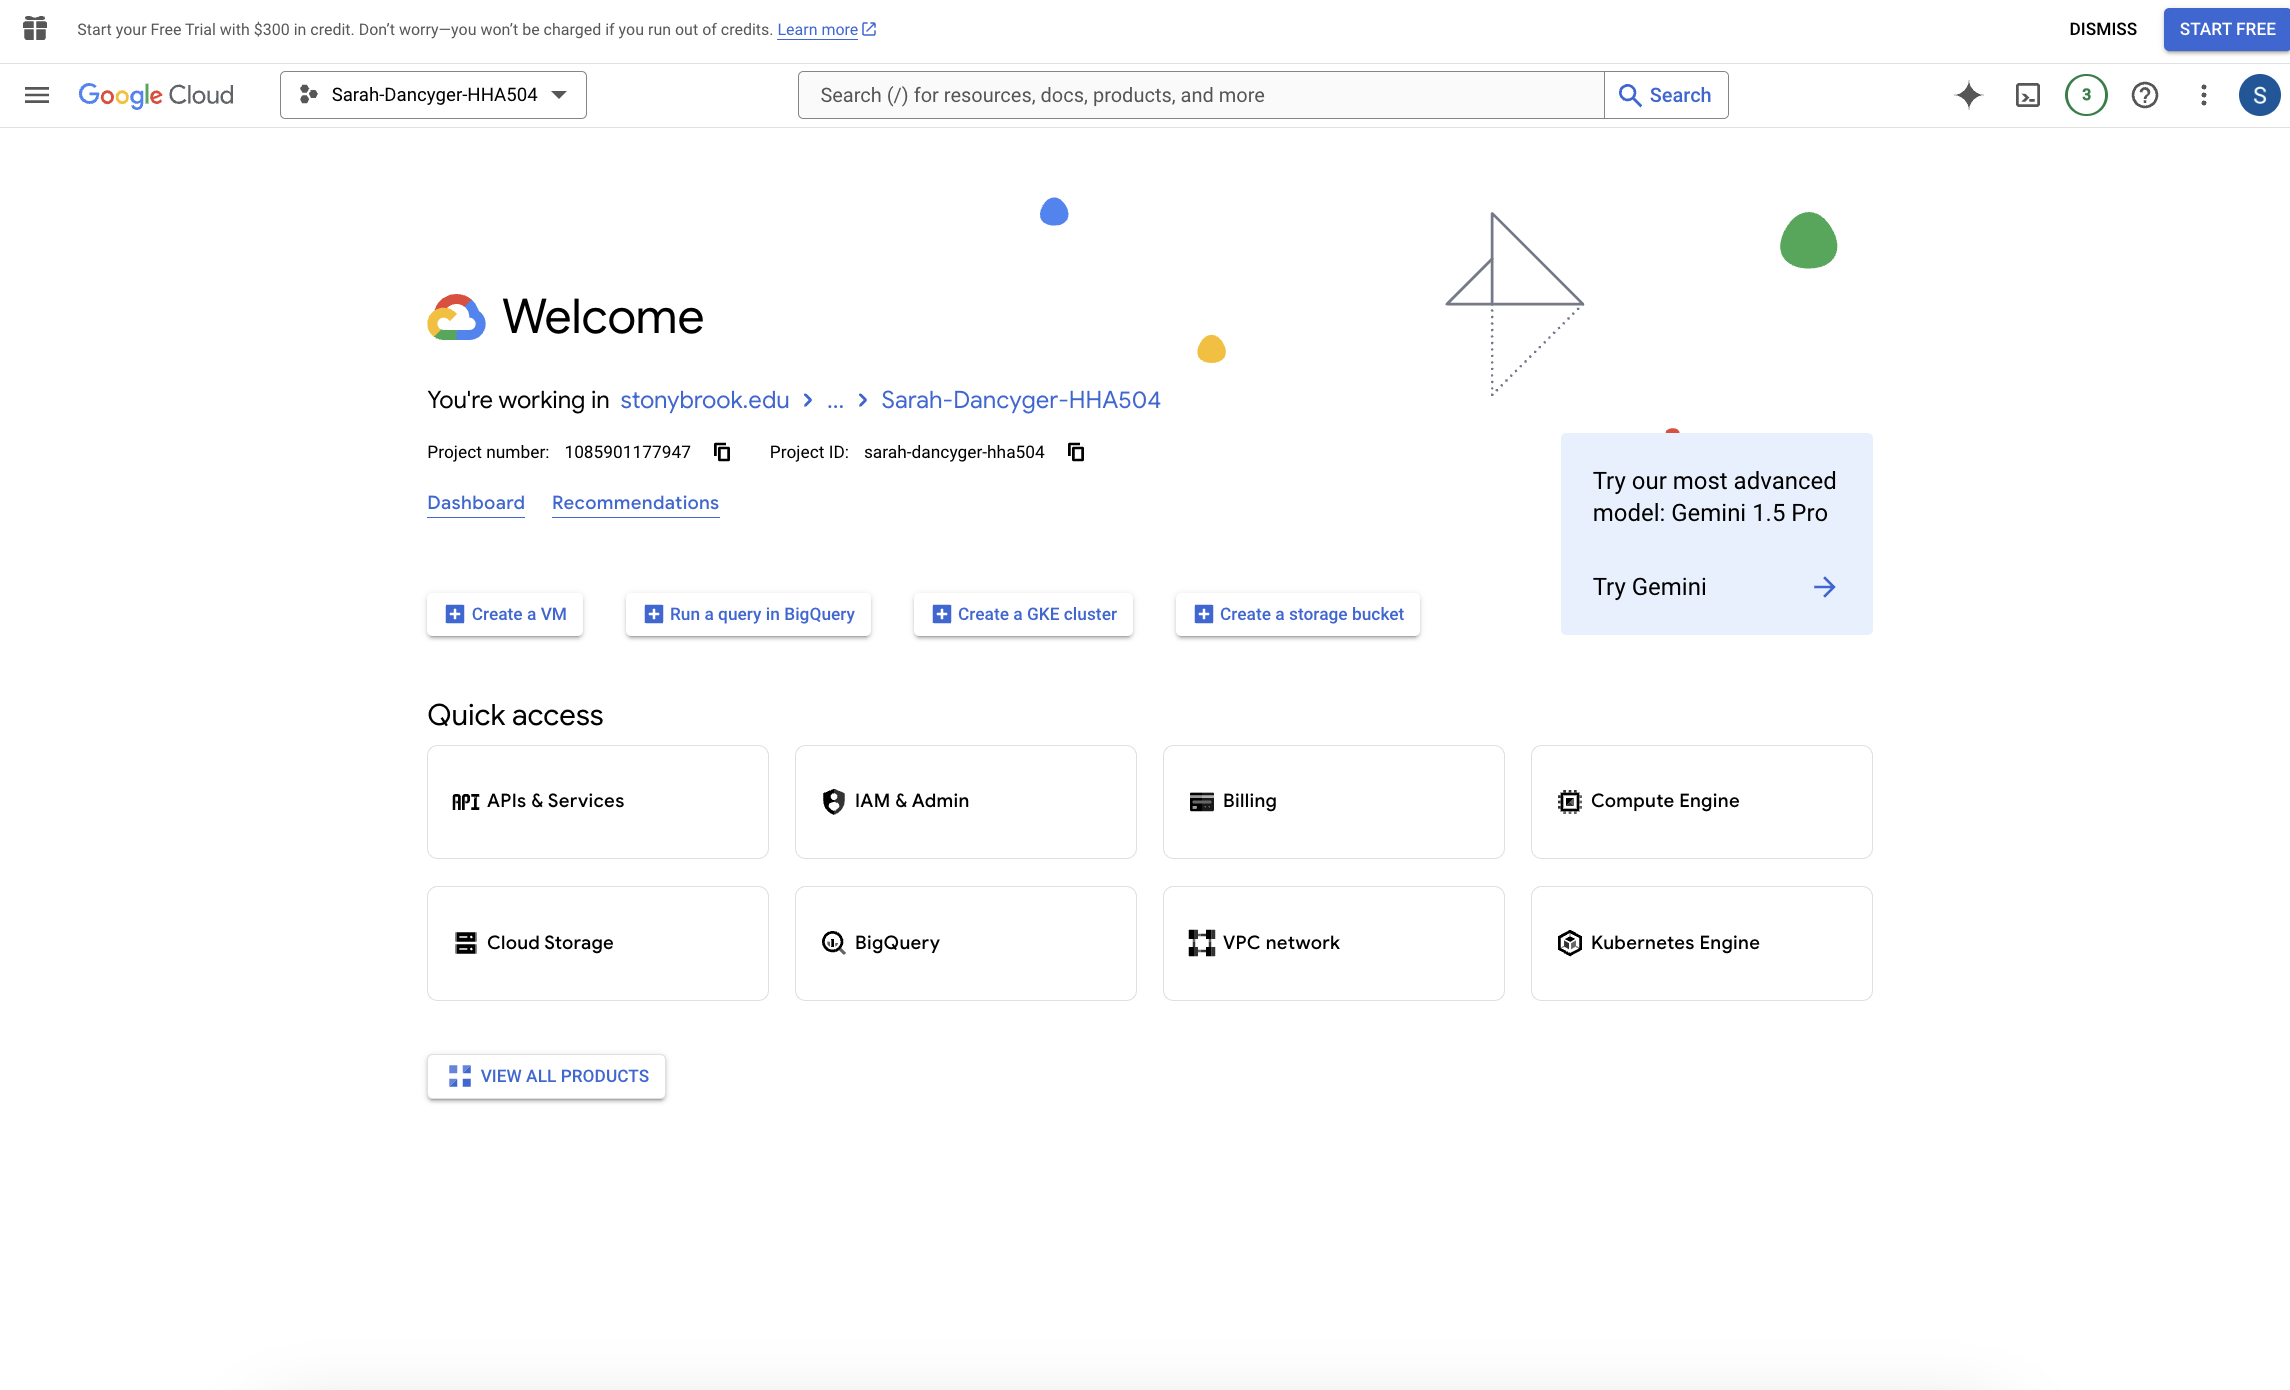 Start your Free Trial with $300 in credit. Don’t worry—you won’t be charged if you run out of credits. Learn more
DISMISS
START FREE
Google Cloud
Sarah-Dancyger-HHA504
Search (/) for resources, docs, products, and more
Search
3
S
Welcome
You're working in stonybrook.edu > ... > Sarah-Dancyger-HHA504
Project number: 1085901177947 Project ID: sarah-dancyger-hha504
Dashboard Recommendations
Try our most advanced
model: Gemini 1.5 Pro
Try Gemini
Create a VM
Run a query in BigQuery
Create a GKE cluster
Create a storage bucket
Quick access
API APIs & Services
IAM & Admin
Billing
Compute Engine
Cloud Storage
BigQuery
VPC network
Kubernetes Engine
VIEW ALL PRODUCTS